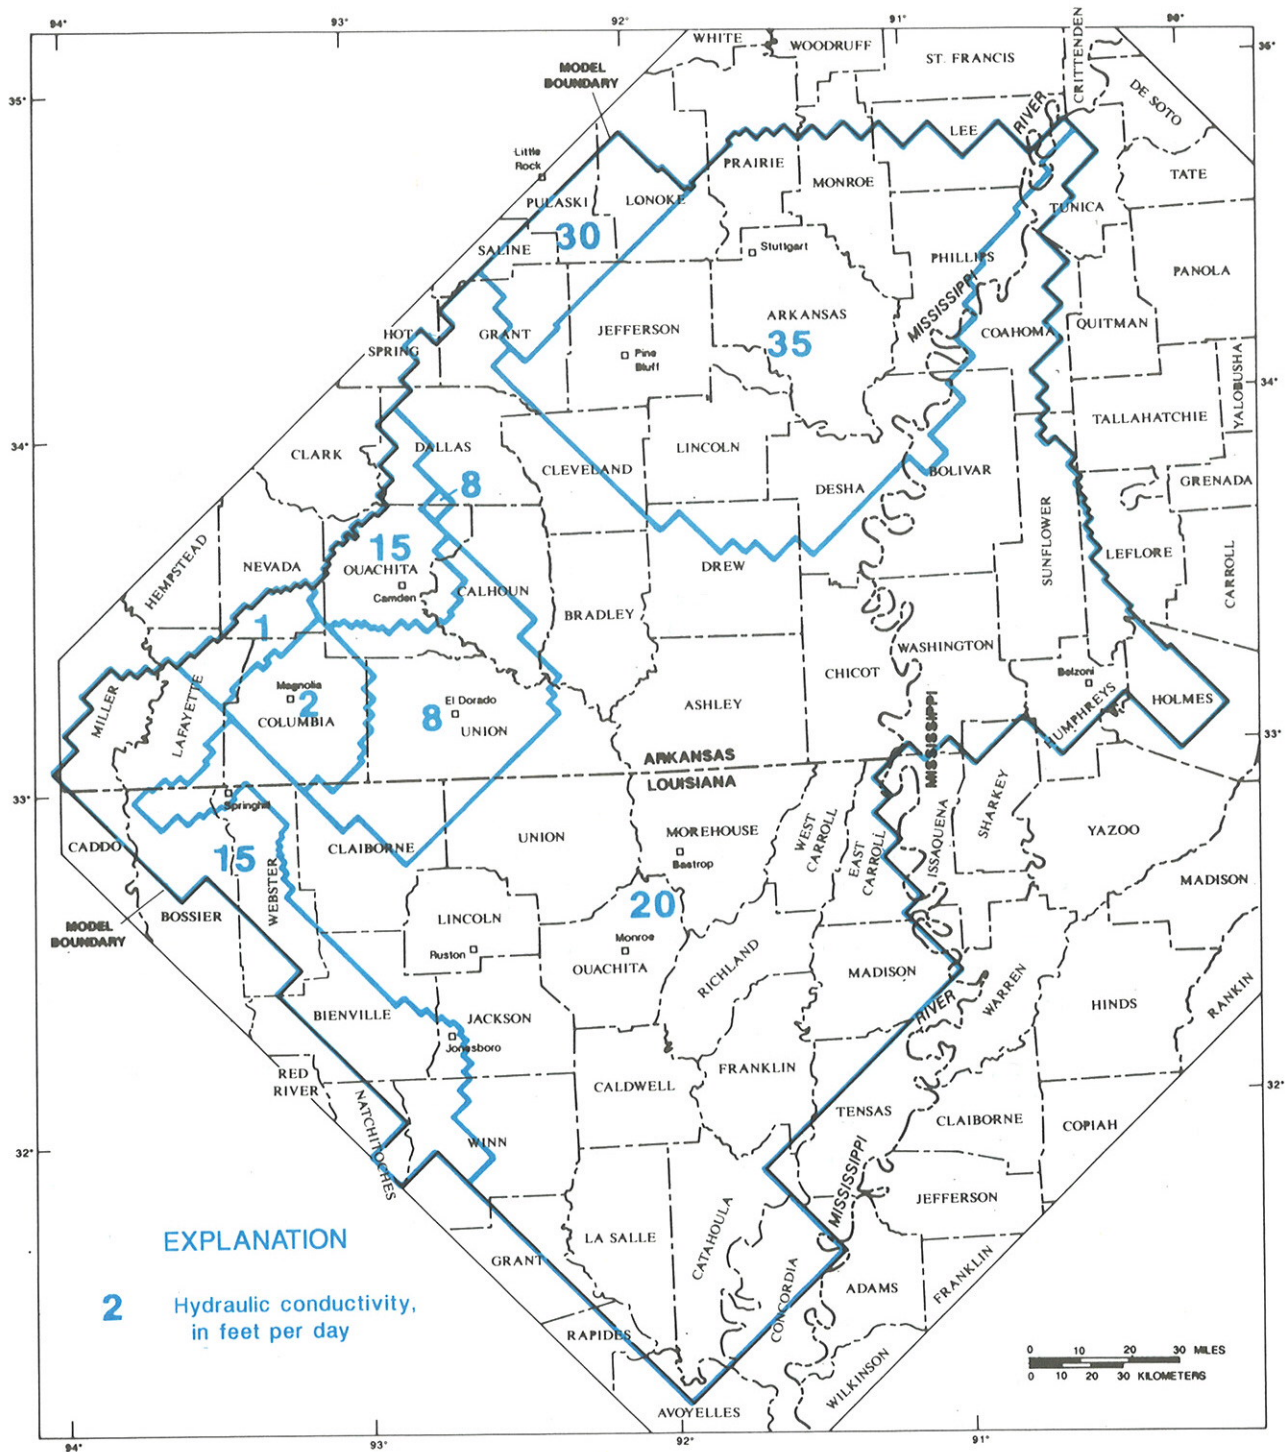 94°
93°
92°
91°
90°
36°
WHITE
WOODRUFF
ST. FRANCIS
CRITTENDEN
DE SOTO
MODEL
BOUNDARY
35°
RIVER
LEE
Little
Rock
PRAIRIE
MONROE
TATE
PULASKI
LONOKE
TUNICA
30
SALINE
Stuttgart
PHILLIPS
PANOLA
MISSISSIPPI
HOT
SPRING
GRANT
JEFFERSON
ARKANSAS
35
COAHOMA
QUITMAN
Pine
Bluff
YALOBUSHA
34°
TALLAHATCHIE
34°
CLARK
DALLAS
LINCOLN
CLEVELAND
8
DESHA
BOLIVAR
GRENADA
15
HEMPSTEAD
NEVADA
OUACHITA
Camden
CALHOUN
DREW
SUNFLOWER
LEFLORE
CARROLL
BRADLEY
1
WASHINGTON
CHICOT
Belzoni
MILLER
LAFAYETTE
Magnolia
2
COLUMBIA
El Dorado
8
UNION
ASHLEY
HUMPHREYS
HOLMES
33°
MISSISSIPPI
ARKANSAS
LOUISIANA
33°
Springhill
CADDO
15
WEBSTER
CLAIBORNE
UNION
MOREHOUSE
Bastrop
WEST
CARROLL
EAST
CARROLL
ISSAQUENA
SHARKEY
YAZOO
MADISON
BOSSIER
MODEL
BOUNDARY
LINCOLN
20
Ruston
Monroe
OUACHITA
RICHLAND
MADISON
RIVER
WARREN
HINDS
RANKIN
BIENVILLE
JACKSON
Jonesboro
RED
RIVER
CALDWELL
FRANKLIN
32°
NATCHITOCHES
TENSAS
CLAIBORNE
COPIAH
WINN
32°
MISSISSIPPI
JEFFERSON
EXPLANATION
LA SALLE
CATAHOULA
GRANT
CONCORDIA
ADAMS
FRANKLIN
2
Hydraulic conductivity,
in feet per day
RAPIDES
WILKINSON
AVOYELLES
0 10 20 30 MILES
0 10 20 30 KILOMETERS
94°
93°
92°
91°